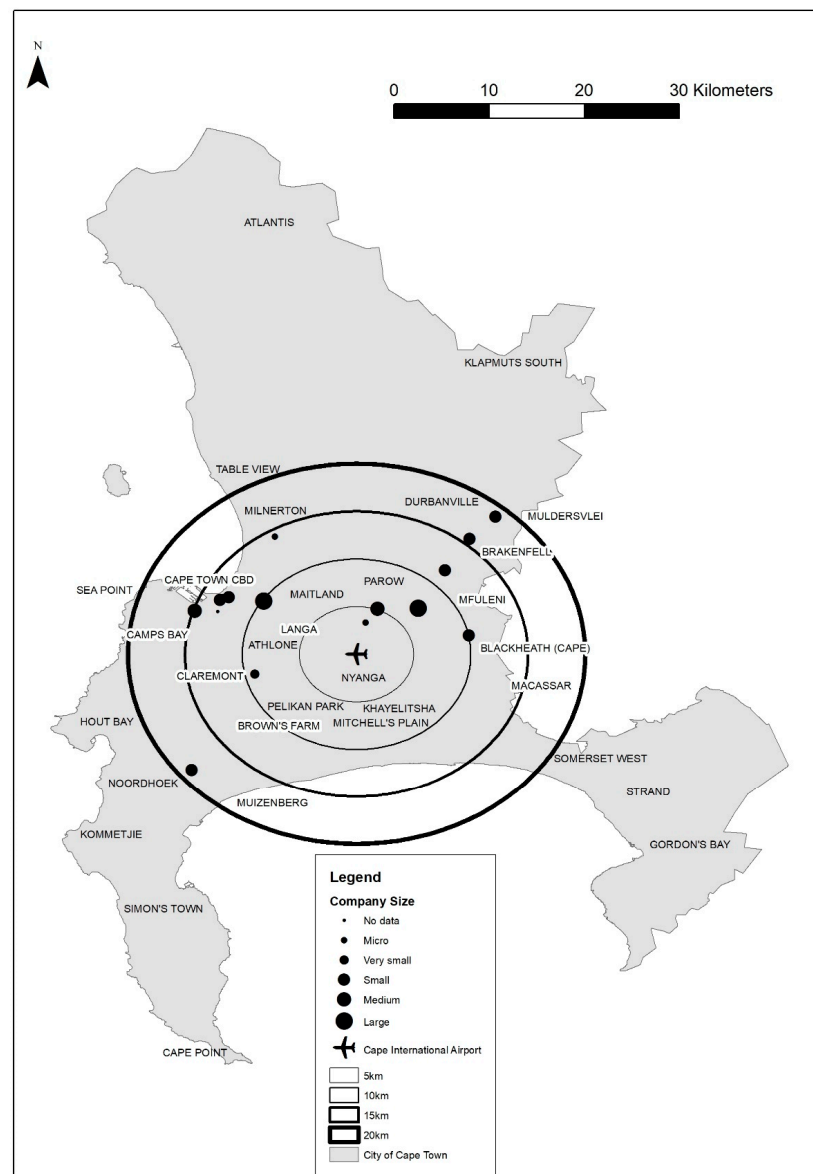 N
0 10 20 30 Kilometers
ATLANTIS
KLAPMUTS SOUTH
TABLE VIEW
DURBANVILLE
MILNERTON
MULDERSVLEI
BRAKENFELL
CAPE TOWN CBD
PAROW
SEA POINT
MAITLAND
MFULENI
LANGA
CAMPS BAY
ATHLONE
BLACKHEATH (CAPE)
CLAREMONT
NYANGA
MACASSAR
PELIKAN PARK
KHAYELITSHA
HOUT BAY
BROWN'S FARM
MITCHELL'S PLAIN
SOMERSET WEST
NOORDHOEK
STRAND
MUIZENBERG
KOMMETJIE
GORDON'S BAY
SIMON'S TOWN
CAPE POINT
Legend
Company Size
No data
Micro
Very small
Small
Medium
Large
Cape International Airport
5km
10km
15km
20km
City of Cape Town